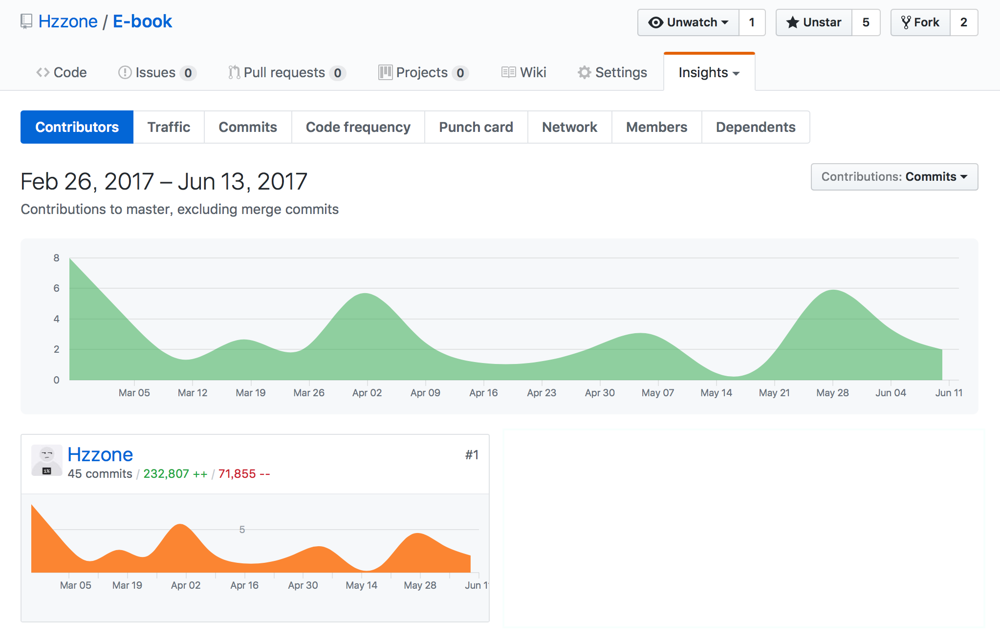 Hzzone / E-book
Unwatch 1 Unstar 5 Fork 2
Code Issues 0 Pull requests 0 Projects 0 Wiki Settings Insights
Contributors Traffic Commits Code frequency Punch card Network Members Dependents
Feb 26, 2017 – Jun 13, 2017
Contributions: Commits
Contributions to master, excluding merge commits
8
6
4
2
0
Mar 05 Mar 12 Mar 19 Mar 26 Apr 02 Apr 09 Apr 16 Apr 23 Apr 30 May 07 May 14 May 21 May 28 Jun 04 Jun 11
Hzzone #1
45 commits / 232,807 ++ / 71,855 --
1%
5
Mar 05 Mar 19 Apr 02 Apr 16 Apr 30 May 14 May 28 Jun 1